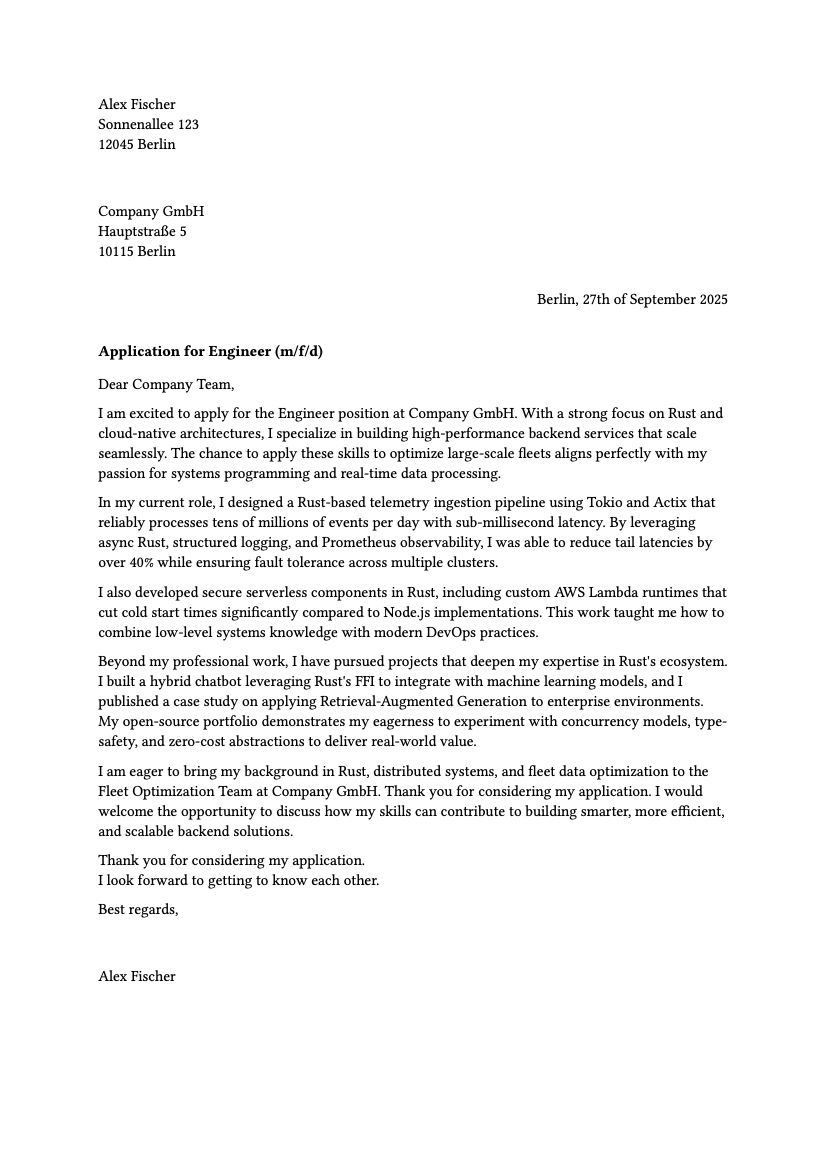 Alex Fischer
Sonnenallee 123
12045 Berlin
Company GmbH
Hauptstraße 5
10115 Berlin
Berlin, 27th of September 2025
Application for Engineer (m/f/d)
Dear Company Team,
I am excited to apply for the Engineer position at Company GmbH. With a strong focus on Rust and
cloud-native architectures, I specialize in building high-performance backend services that scale
seamlessly. The chance to apply these skills to optimize large-scale fleets aligns perfectly with my
passion for systems programming and real-time data processing.
In my current role, I designed a Rust-based telemetry ingestion pipeline using Tokio and Actix that
reliably processes tens of millions of events per day with sub-millisecond latency. By leveraging
async Rust, structured logging, and Prometheus observability, I was able to reduce tail latencies by
over 40% while ensuring fault tolerance across multiple clusters.
I also developed secure serverless components in Rust, including custom AWS Lambda runtimes that
cut cold start times significantly compared to Node.js implementations. This work taught me how to
combine low-level systems knowledge with modern DevOps practices.
Beyond my professional work, I have pursued projects that deepen my expertise in Rust's ecosystem.
I built a hybrid chatbot leveraging Rust's FFI to integrate with machine learning models, and I
published a case study on applying Retrieval-Augmented Generation to enterprise environments.
My open-source portfolio demonstrates my eagerness to experiment with concurrency models, type-
safety, and zero-cost abstractions to deliver real-world value.
I am eager to bring my background in Rust, distributed systems, and fleet data optimization to the
Fleet Optimization Team at Company GmbH. Thank you for considering my application. I would
welcome the opportunity to discuss how my skills can contribute to building smarter, more efficient,
and scalable backend solutions.
Thank you for considering my application.
I look forward to getting to know each other.
Best regards,
Alex Fischer